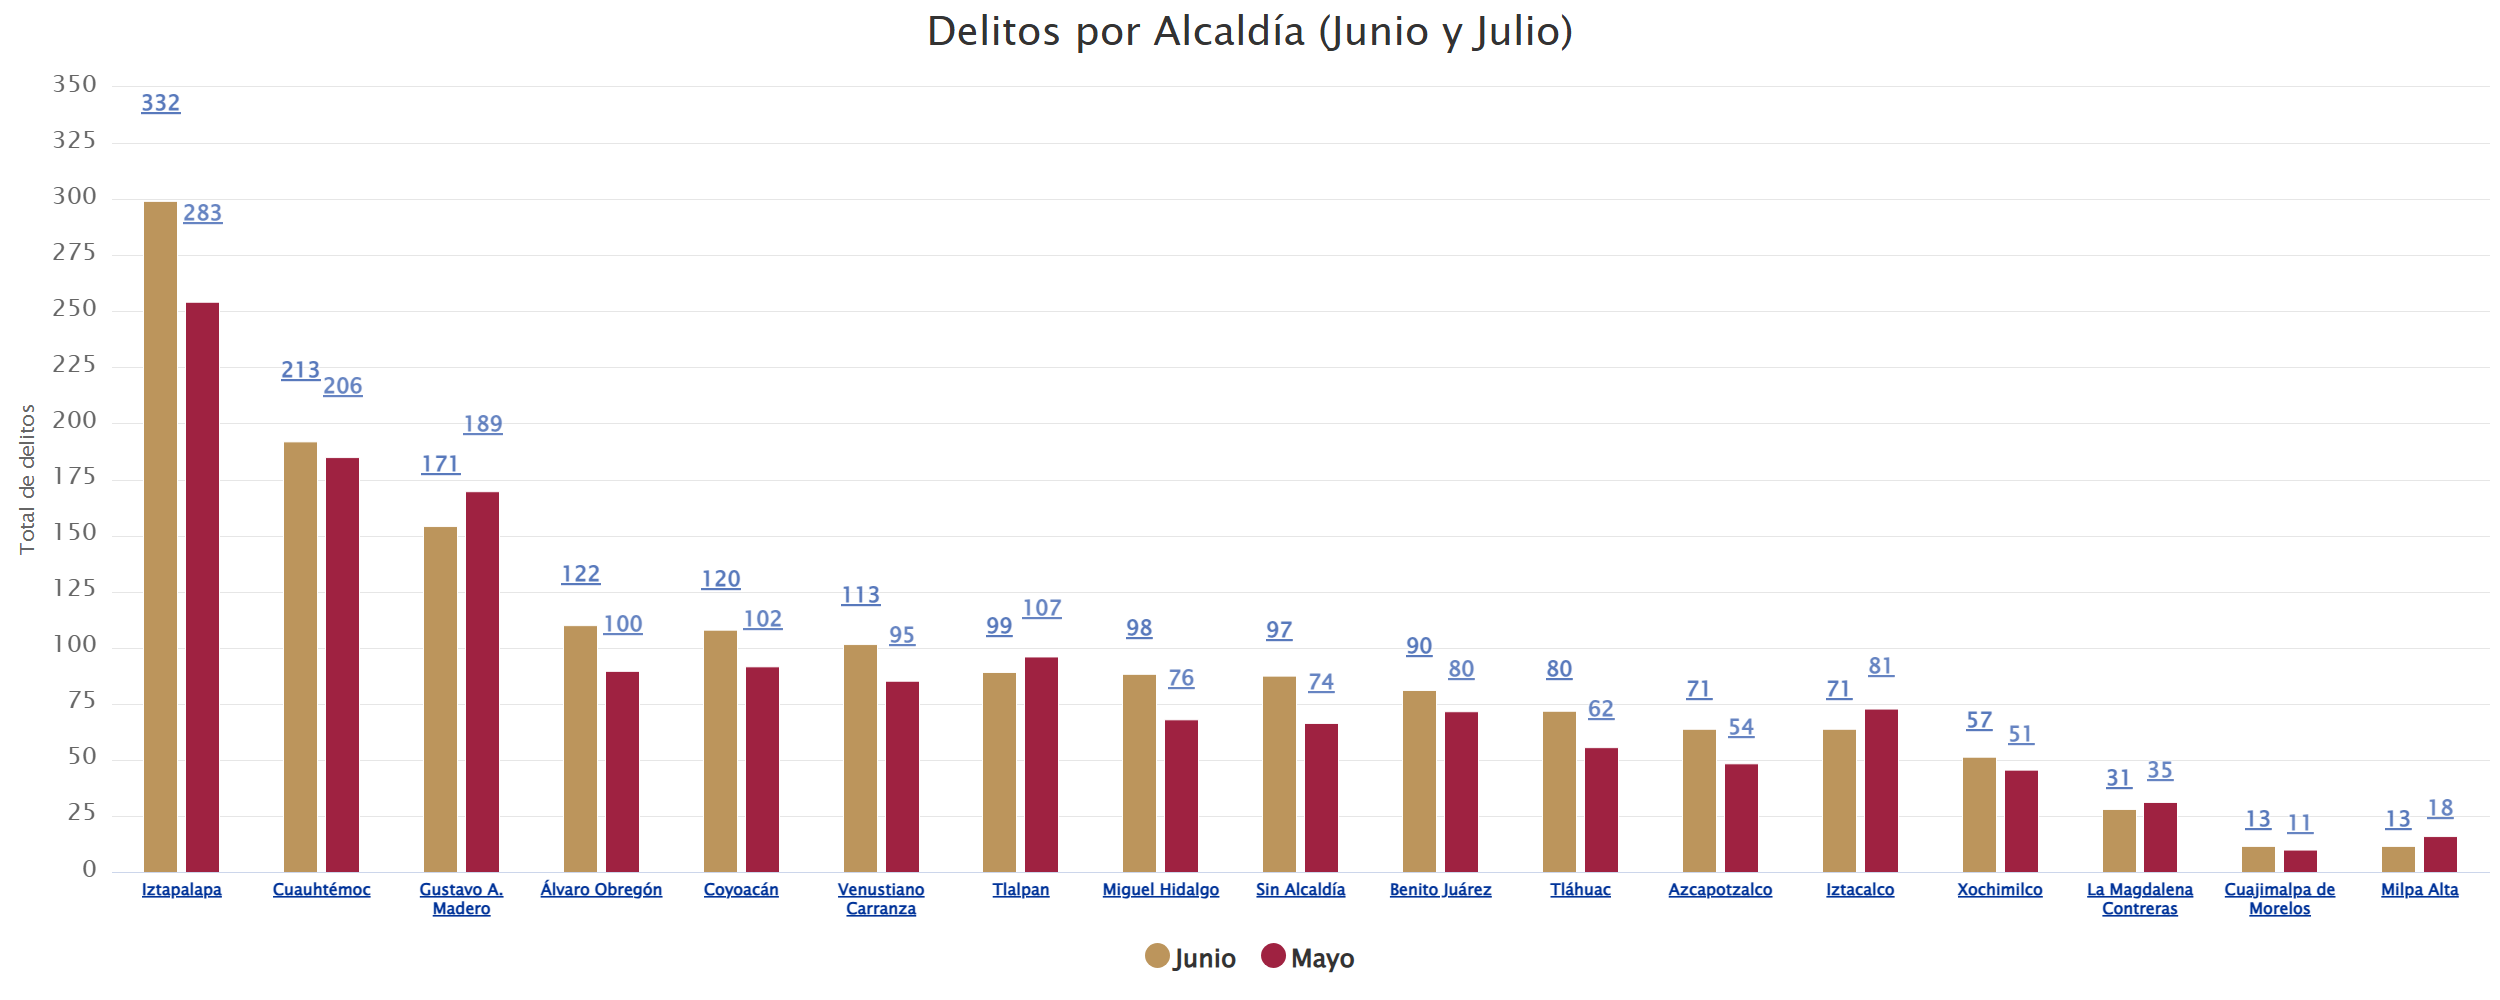 Delitos por Alcaldía (Junio y Julio)
Total de delitos
350
325
300
275
250
225
200
175
150
125
100
75
50
25
0
332
283
213
206
171
189
122
100
120
102
113
95
99
107
98
76
97
74
90
80
80
62
71
54
71
81
57
51
31
35
13
11
13
18
Iztapalapa
Cuauhtémoc
Gustavo A.
Madero
Álvaro Obregón
Coyoacán
Venustiano
Carranza
Tlalpan
Miguel Hidalgo
Sin Alcaldía
Benito Juárez
Tláhuac
Azcapotzalco
Iztacalco
Xochimilco
La Magdalena
Contreras
Cuajimalpa de
Morelos
Milpa Alta
Junio
Mayo